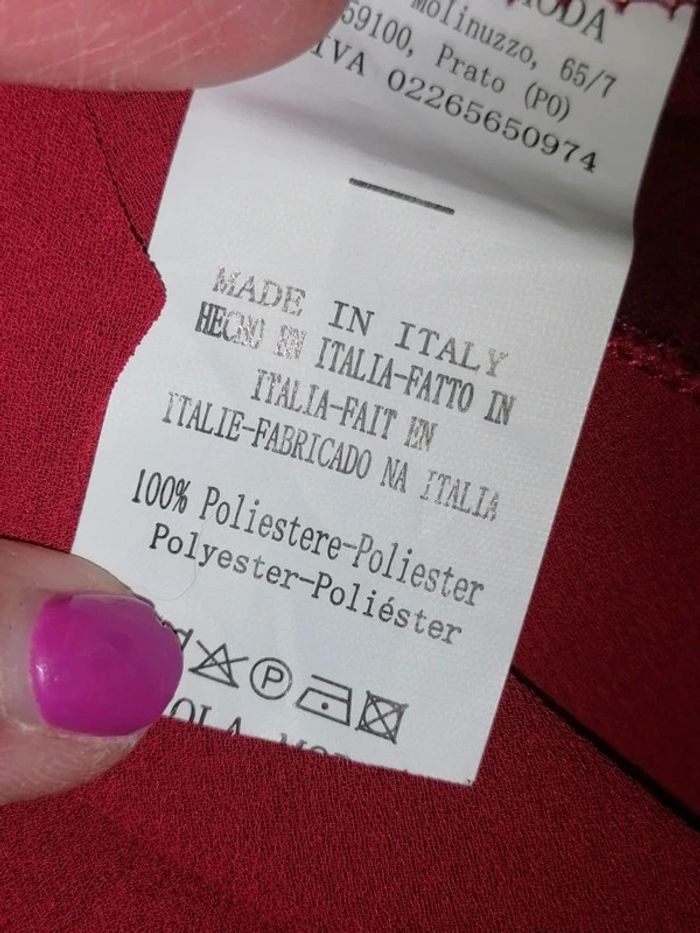 MODA
Molinuzzo, 65/7
59100, Prato (PO)
IVA 02265650974
MADE IN ITALY
HECHO EN ITALIA-FATTO IN
ITALIA-FAIT EN
ITALIE-FABRICADO NA ITALIA
100% Poliestere-Poliester
Polyester-Poliéster
P